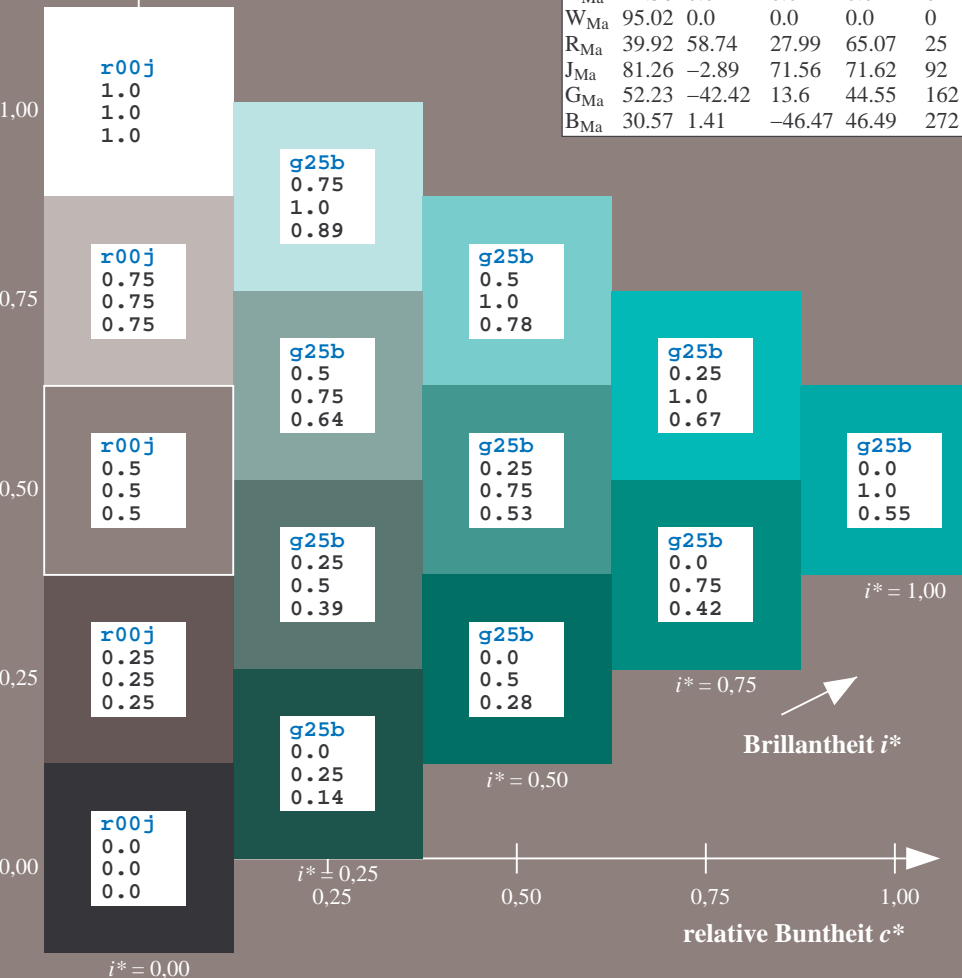 W_Ma 95.02 0.0 0.0 0.0 0
R_Ma 39.92 58.74 27.99 65.07 25
J_Ma 81.26 −2.89 71.56 71.62 92
G_Ma 52.23 −42.42 13.6 44.55 162
B_Ma 30.57 1.41 −46.47 46.49 272
r00j
1.0
1.0
1.0
1,00
g25b
0.75
1.0
0.89
r00j
0.75
0.75
0.75
g25b
0.5
1.0
0.78
0,75
g25b
0.5
0.75
0.64
g25b
0.25
1.0
0.67
r00j
0.5
0.5
0.5
g25b
0.25
0.75
0.53
g25b
0.0
1.0
0.55
0,50
g25b
0.25
0.5
0.39
g25b
0.0
0.75
0.42
i* = 1,00
r00j
0.25
0.25
0.25
g25b
0.0
0.5
0.28
0,25
i* = 0,75
g25b
0.0
0.25
0.14
Brillantheit i*
i* = 0,50
r00j
0.0
0.0
0.0
0,00
i* = 0,25
0,25 0,50 0,75 1,00
relative Buntheit c*
i* = 0,00